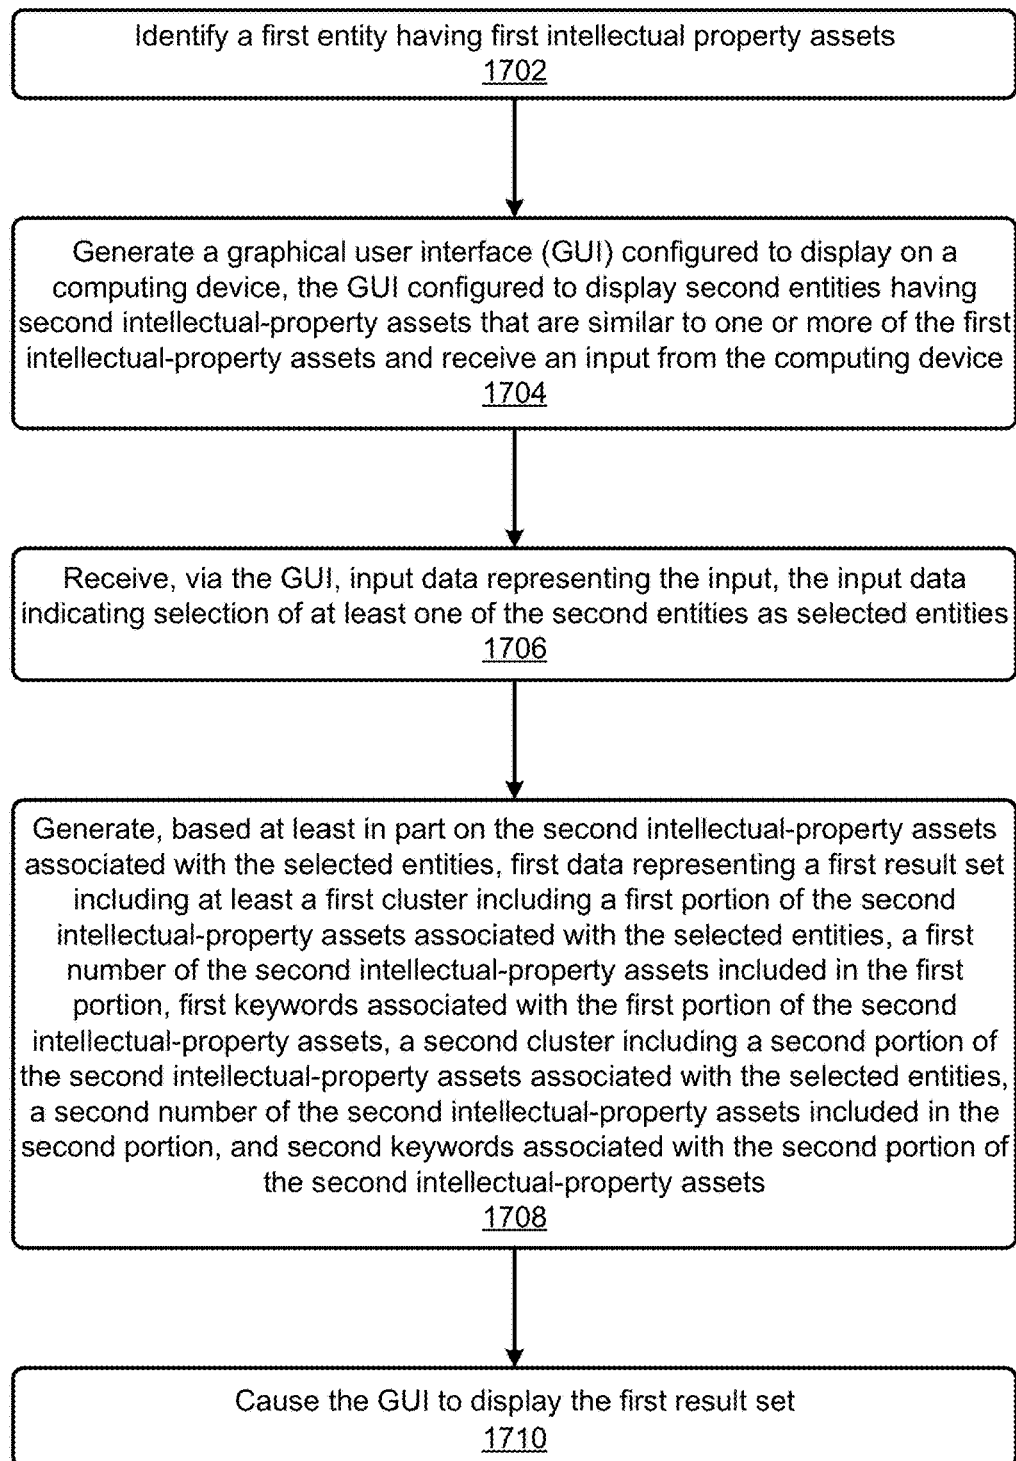 Identify a first entity having first intellectual property assets
1702
Generate a graphical user interface (GUI) configured to display on a
computing device, the GUI configured to display second entities having
second intellectual-property assets that are similar to one or more of the first
intellectual-property assets and receive an input from the computing device
1704
Receive, via the GUI, input data representing the input, the input data
indicating selection of at least one of the second entities as selected entities
1706
Generate, based at least in part on the second intellectual-property assets
associated with the selected entities, first data representing a first result set
including at least a first cluster including a first portion of the second
intellectual-property assets associated with the selected entities, a first
number of the second intellectual-property assets included in the first
portion, first keywords associated with the first portion of the second
intellectual-property assets, a second cluster including a second portion of
the second intellectual-property assets associated with the selected entities,
a second number of the second intellectual-property assets included in the
second portion, and second keywords associated with the second portion of
the second intellectual-property assets
1708
Cause the GUI to display the first result set
1710